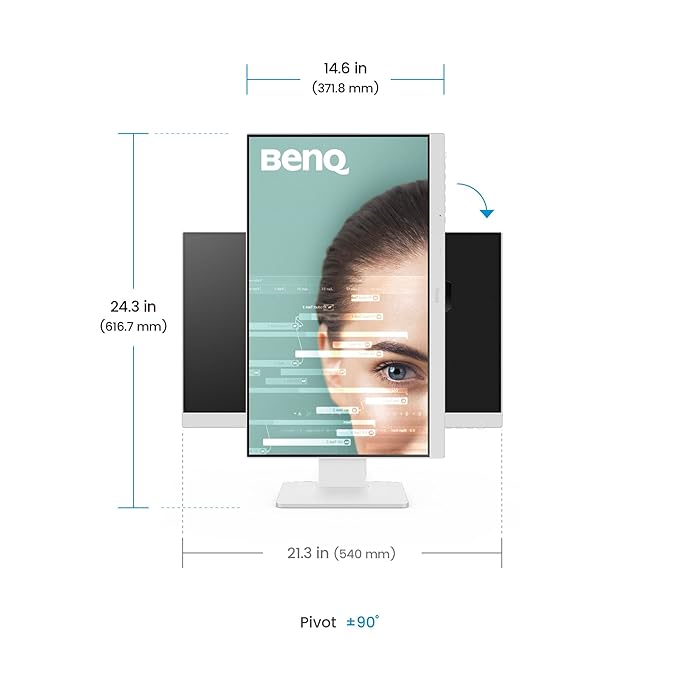 14.6 in
(371.8 mm)
BenQ
24.3 in
(616.7 mm)
21.3 in (540 mm)
Pivot ±90°